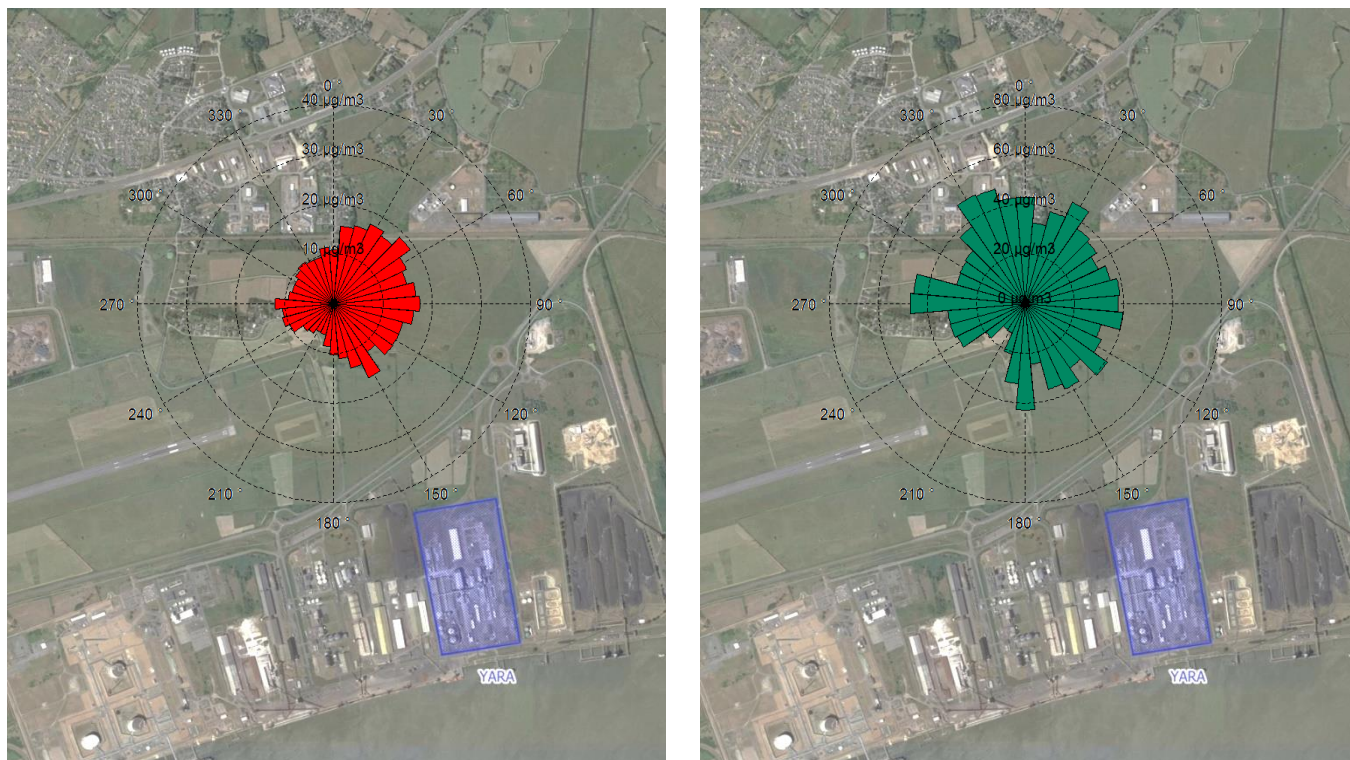 0 °
40 µg/m3
330
30 °
30 µg/m3
300 °
60 °
20 µg/m3
10 µg/m3
270 °
90 °
240 °
120 °
210 °
150 °
180 °
YARA
0 °
80 µg/m3
330
30 °
60 µg/m3
300 °
60 °
40 µg/m3
20 µg/m3
0 µg/m3
270 °
90 °
240 °
120 °
210 °
150 °
180 °
YARA